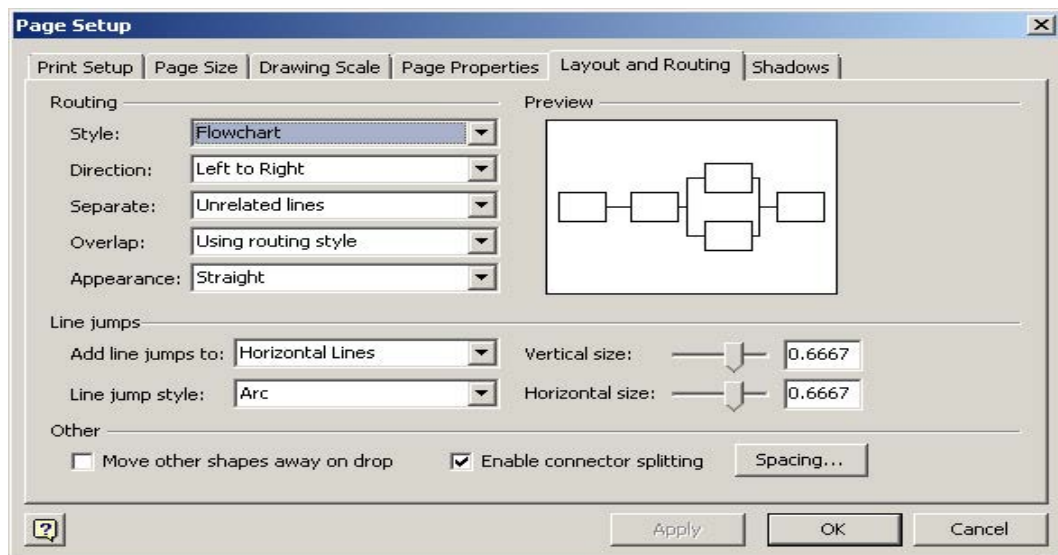 Page Setup
Print Setup Page Size Drawing Scale Page Properties Layout and Routing Shadows
Routing
Style: Flowchart
Direction: Left to Right
Separate: Unrelated lines
Overlap: Using routing style
Appearance: Straight
Preview
Line jumps
Add line jumps to: Horizontal Lines
Vertical size: 0.6667
Line jump style: Arc
Horizontal size: 0.6667
Other
Move other shapes away on drop
Enable connector splitting
Spacing...
?
Apply OK Cancel